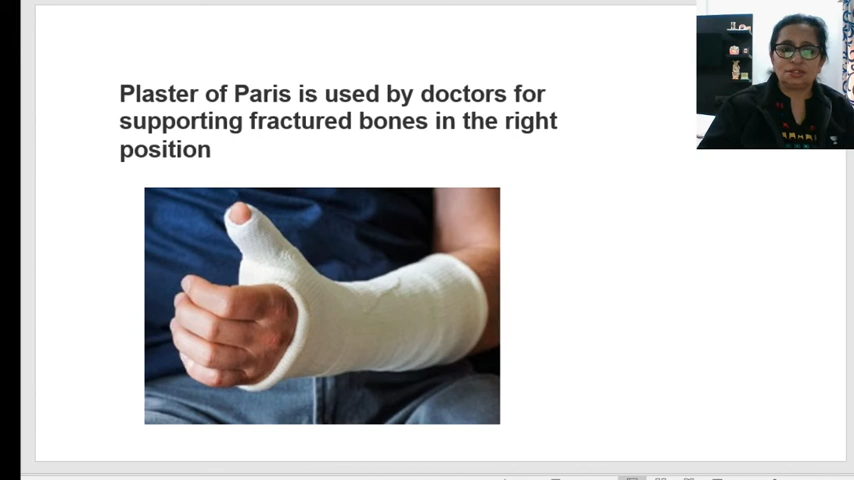 Plaster of Paris is used by doctors for
supporting fractured bones in the right
position